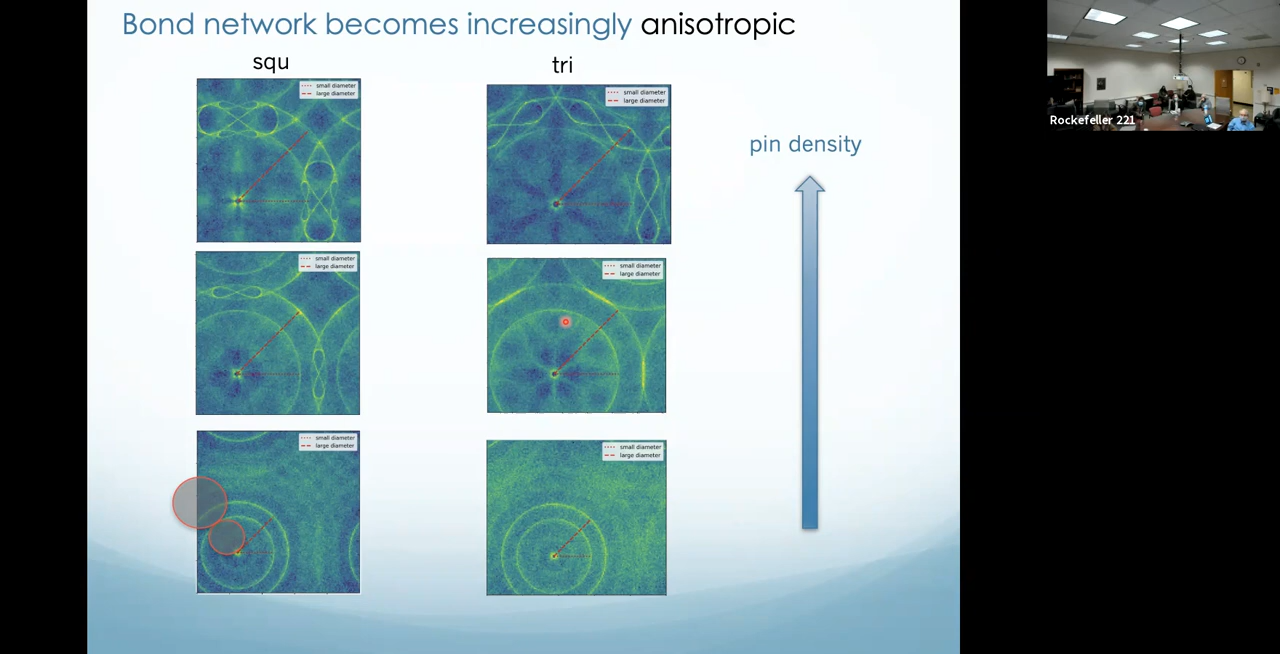 Bond network becomes increasingly anisotropic
squ
tri
small diameter
large diameter
small diameter
large diameter
pin density
Rockefeller 221
small diameter
large diameter
small diameter
large diameter
small diameter
large diameter
small diameter
large diameter